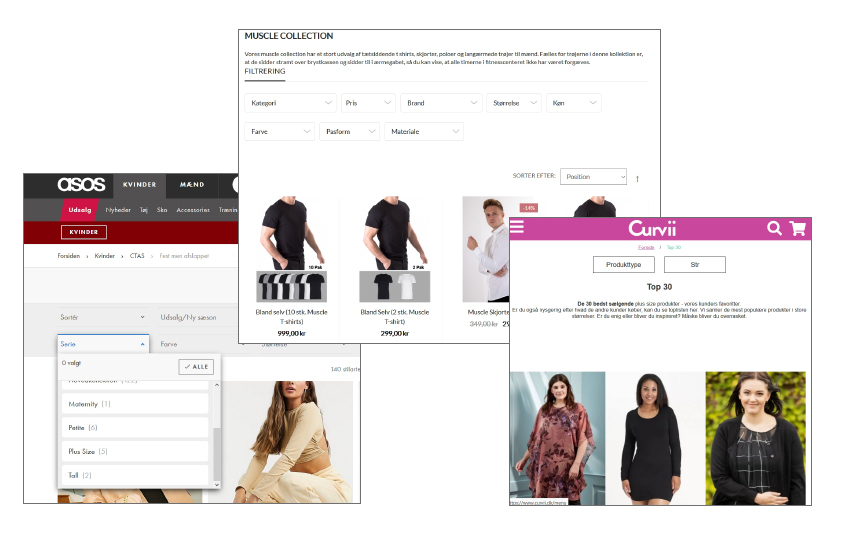 MUSCLE COLLECTION
Vores muscle collection har et stort udvalg af tætsiddende t shirts, skjorter, poloer og langærmede trøjer til mænd. Fælles for trøjerne i denne kollektion er,
at de sidder stramt over brystkassen og sidder til i ærmegabet, så du kan vise, at alle timerne i fitnesscenteret ikke har været forgæves.
FILTRERING
Kategori
Pris
Brand
Størrelse
Køn
Farve
Pasform
Materiale
SORTER EFTER:
Position
10 Pak
2 Pak
-14%
Bland selv (10 stk. Muscle
T-shirts)
999,00 kr
Bland Selv (2 stk. Muscle
T-shirt)
299,00 kr
Muscle Skjorte
349,00 kr
asos
KVINDER
MÆND
Udsalg
Nyheder
Tøj
Sko
Accessories
KVINDER
Forsiden > Kvinder > CTAS > Fest men afslappet
Sortér
Udsalg/Ny sæson
Serie
Farve
0 valgt
✓ ALLE
Maternity (1)
Petite (6)
Plus Size (5)
Tall (2)
Curvii
Forside / Top 30
Produkttype
Str
Top 30
De 30 bedst sælgende plus size produkter - vores kunders favoritter
Er du også nysgerrig efter hvad de andre kunder køber, kan du se toplisten her. Vi samler de mest populære produkter i store
størrelser. Er du enig eller bliver du inspireret? Måske bliver du overrasket